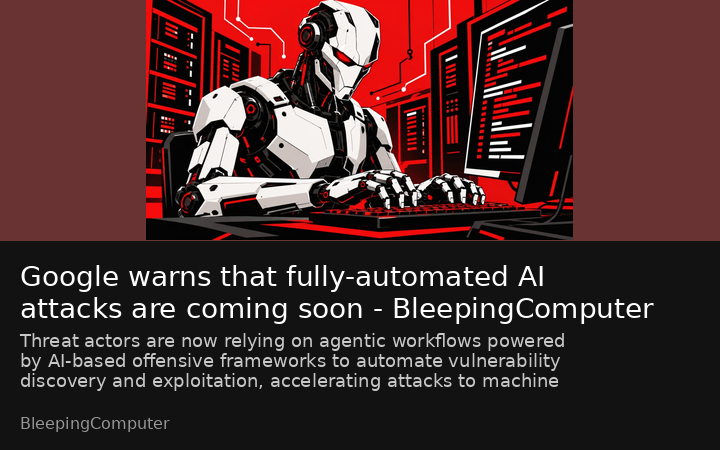 Google warns that fully-automated AI
attacks are coming soon - BleepingComputer
Threat actors are now relying on agentic workflows powered
by AI-based offensive frameworks to automate vulnerability
discovery and exploitation, accelerating attacks to machine
BleepingComputer